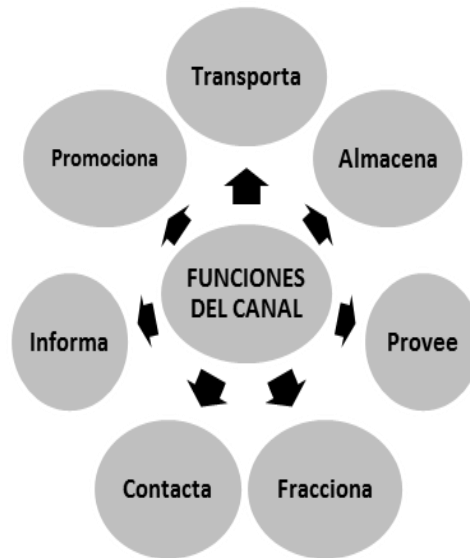 Transporta
Promociona
Almacena
FUNCIONES
DEL CANAL
Informa
Provee
Contacta
Fracciona